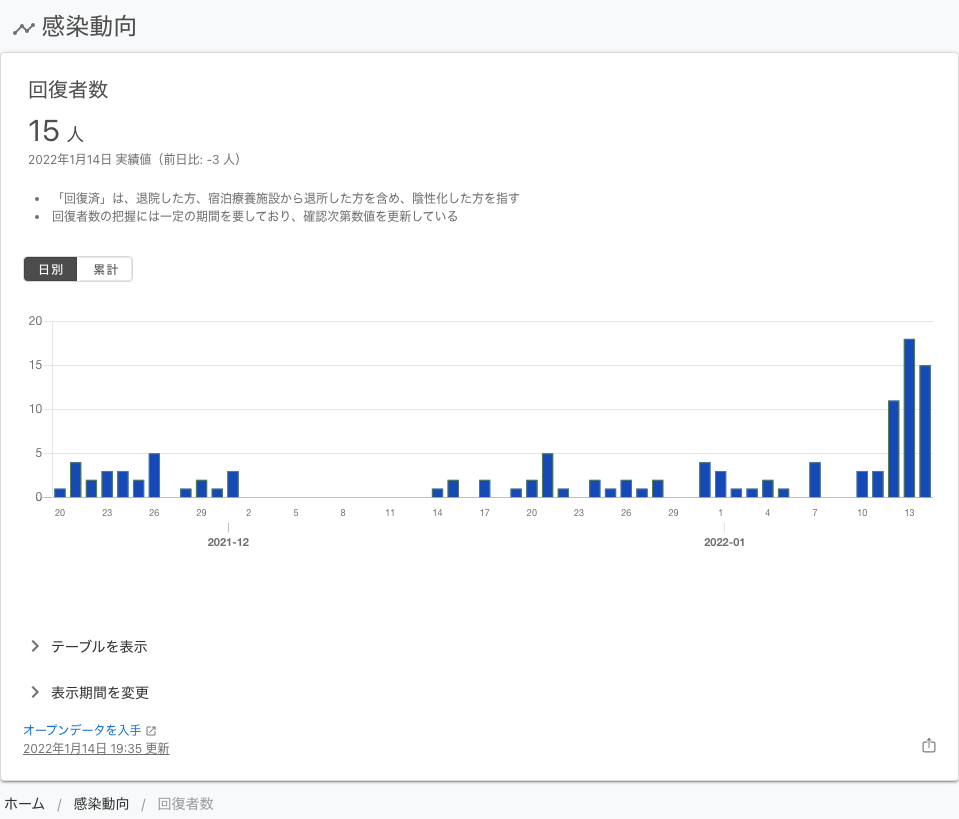 感染動向
回復者数
15 人
2022年1月14日 実績値（前日比: -3 人）
「回復済」は、退院した方、宿泊療養施設から退所した方を含め、陰性化した方を指す
回復者数の把握には一定の期間を要しており、確認次第数値を更新している
日別 累計
20
15
10
5
0
20 23 26 29 2 5 8 11 14 17 20 23 26 29 1 4 7 10 13
2021-12 2022-01
テーブルを表示
表示期間を変更
オープンデータを入手
2022年1月14日 19:35 更新
ホーム / 感染動向 / 回復者数